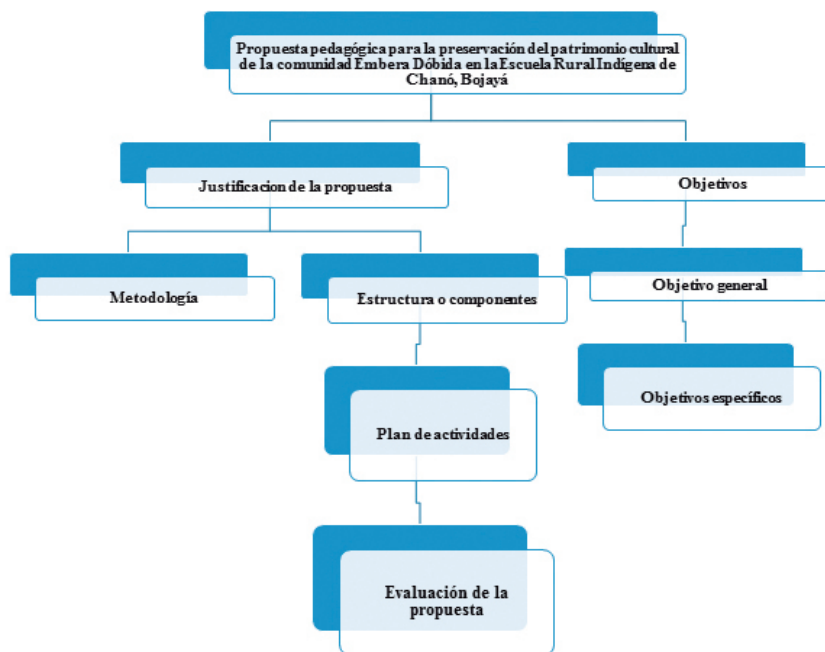 Propuesta pedagógica para la preservación del patrimonio cultural
de la comunidad Embera Dóbida en la Escuela Rural Indígena de
Chanó, Bojayá
Justificacion de la propuesta
Objetivos
Metodología
Estructura o componentes
Objetivo general
Plan de actividades
Objetivos específicos
Evaluación de la
propuesta